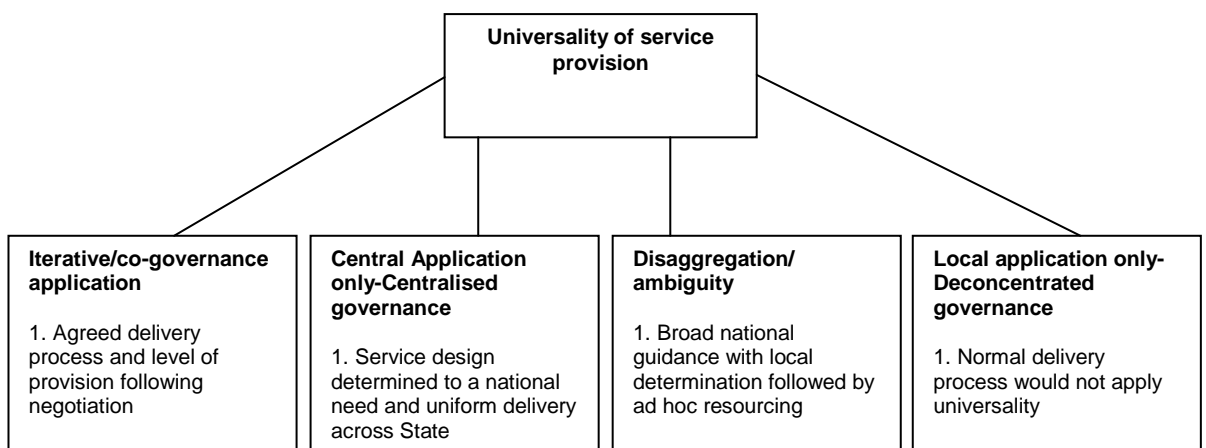 Universality of service
provision
Iterative/co-governance
application
1. Agreed delivery
process and level of
provision following
negotiation
Central Application
only-Centralised
governance
1. Service design
determined to a national
need and uniform delivery
across State
Disaggregation/
ambiguity
1. Broad national
guidance with local
determination followed by
ad hoc resourcing
Local application only-
Deconcentrated
governance
1. Normal delivery
process would not apply
universality